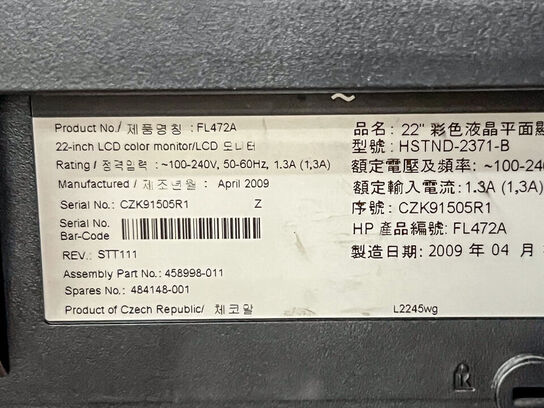 Product No./ 제품명칭 : FL472A
22-inch LCD color monitor/LCD 모니터
Rating / 정격입력 : ~100-240V, 50-60Hz, 1.3A (1,3A)
Manufactured / 제조년월 : April 2009
Serial No.: CZK91505R1 Z
Serial No.
Bar-Code
REV.: STT111
Assembly Part No.: 458998-011
Spares No.: 484148-001
Product of Czech Republic/ 체코알
品名: 22" 彩色液晶平面顯
型號: HSTND-2371-B
額定電壓及頻率: ~100-240
額定輸入電流: 1.3A (1,3A)
序號: CZK91505R1
HP 產品編號: FL472A
製造日期: 2009 年 04 月
L2245wg